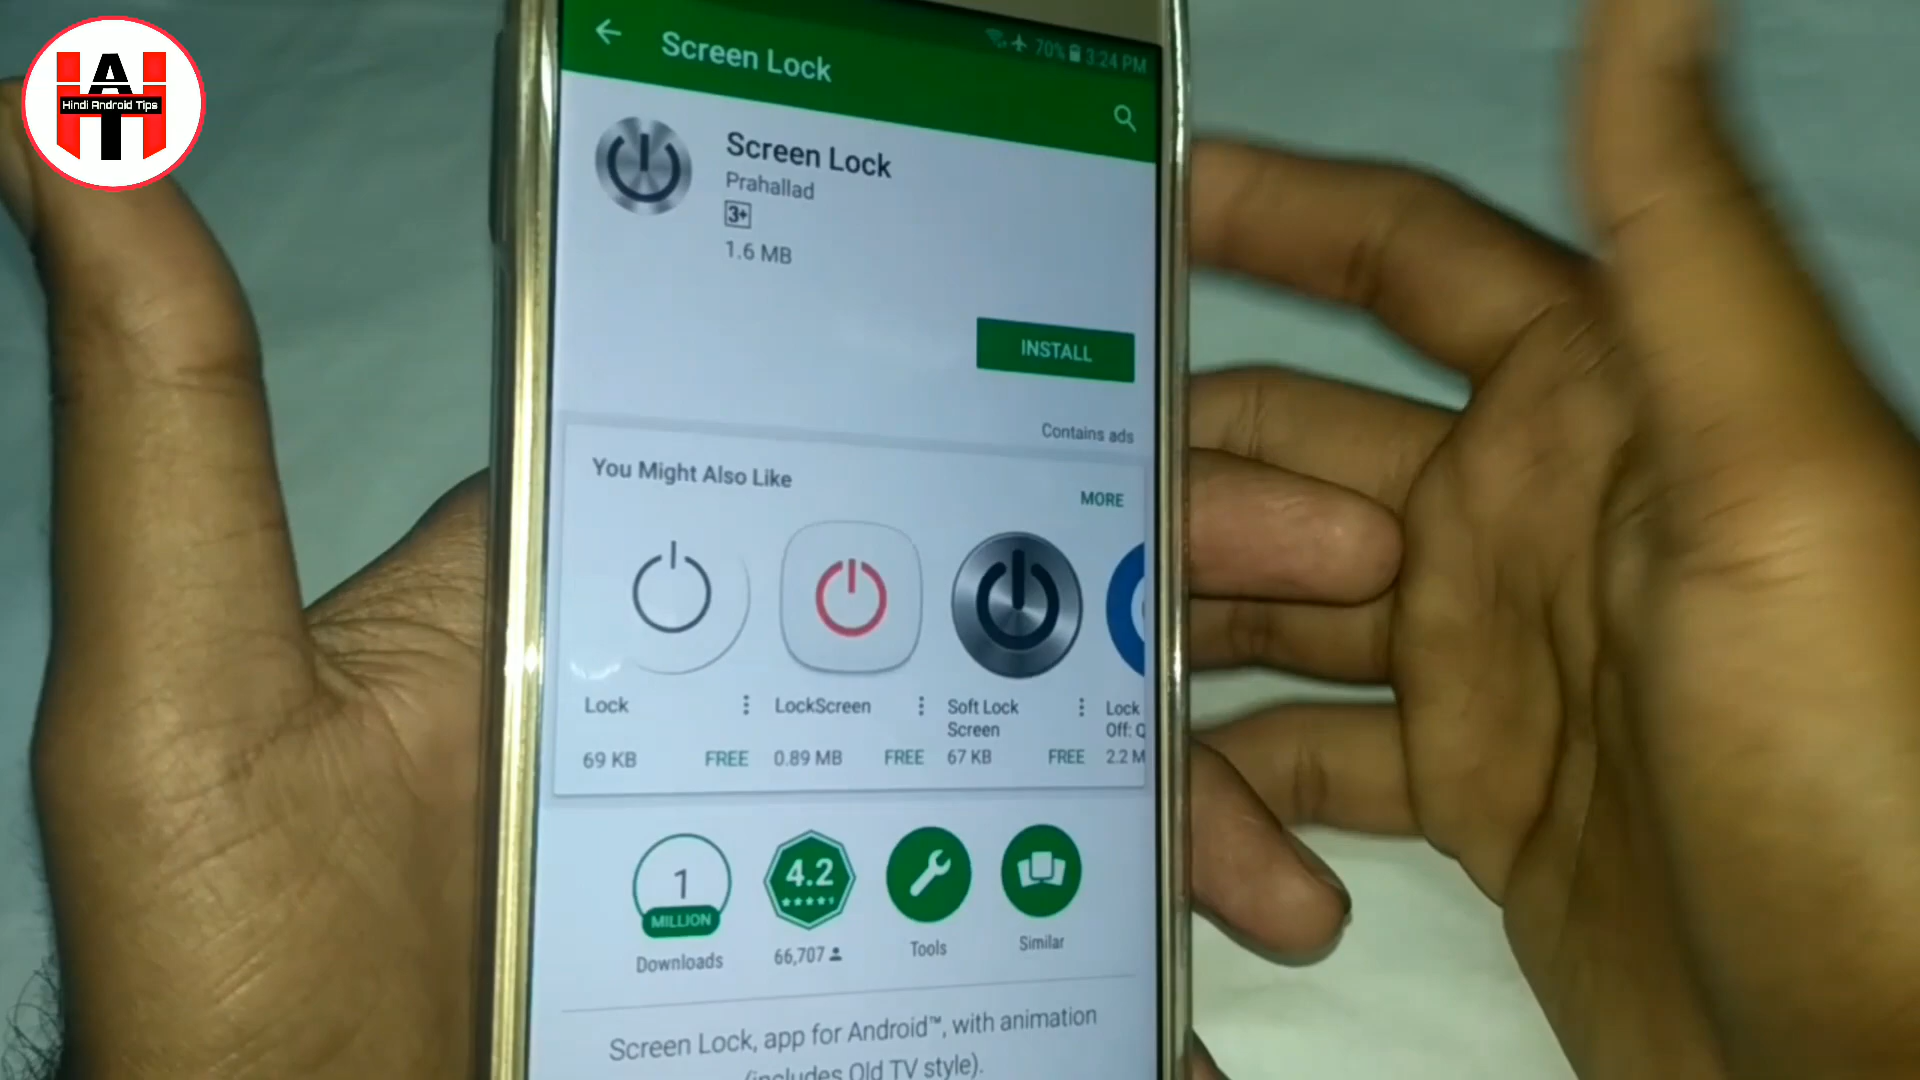 HAT
Hindi Android Tips
70% 3:24 PM
Screen Lock
Screen Lock
Prahallad
3+
1.6 MB
INSTALL
Contains ads
You Might Also Like
MORE
Lock
LockScreen
Soft Lock
Screen
Lock
Off: Q
69 KB FREE
0.89 MB FREE
67 KB FREE
2.2 M
1
MILLION
Downloads
4.2
66,707
Tools
Similar
Screen Lock, app for Android™, with animation
(includes Old TV style).